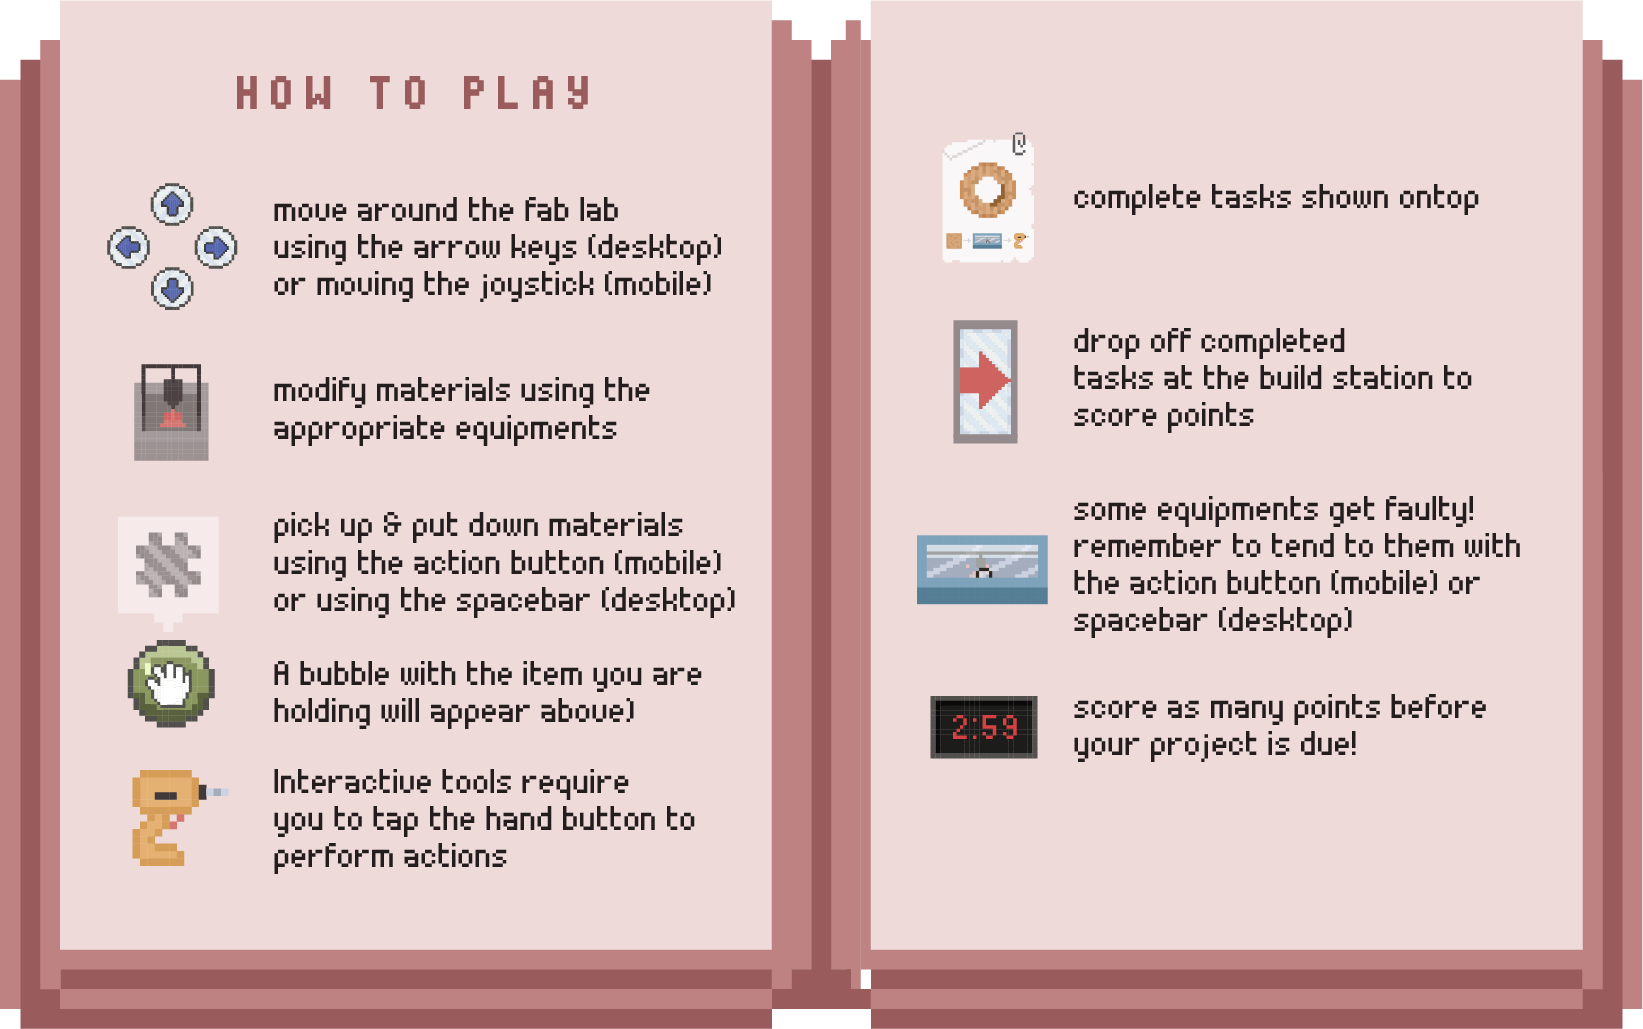 HOW TO PLAY
move around the fab lab
using the arrow keys (desktop)
or moving the joystick (mobile)
modify materials using the
appropriate equipments
pick up & put down materials
using the action button (mobile)
or using the spacebar (desktop)
A bubble with the item you are
holding will appear above)
Interactive tools require
you to tap the hand button to
perform actions
complete tasks shown ontop
drop off completed
tasks at the build station to
score points
some equipments get faulty!
remember to tend to them with
the action button (mobile) or
spacebar (desktop)
2:59
score as many points before
your project is due!